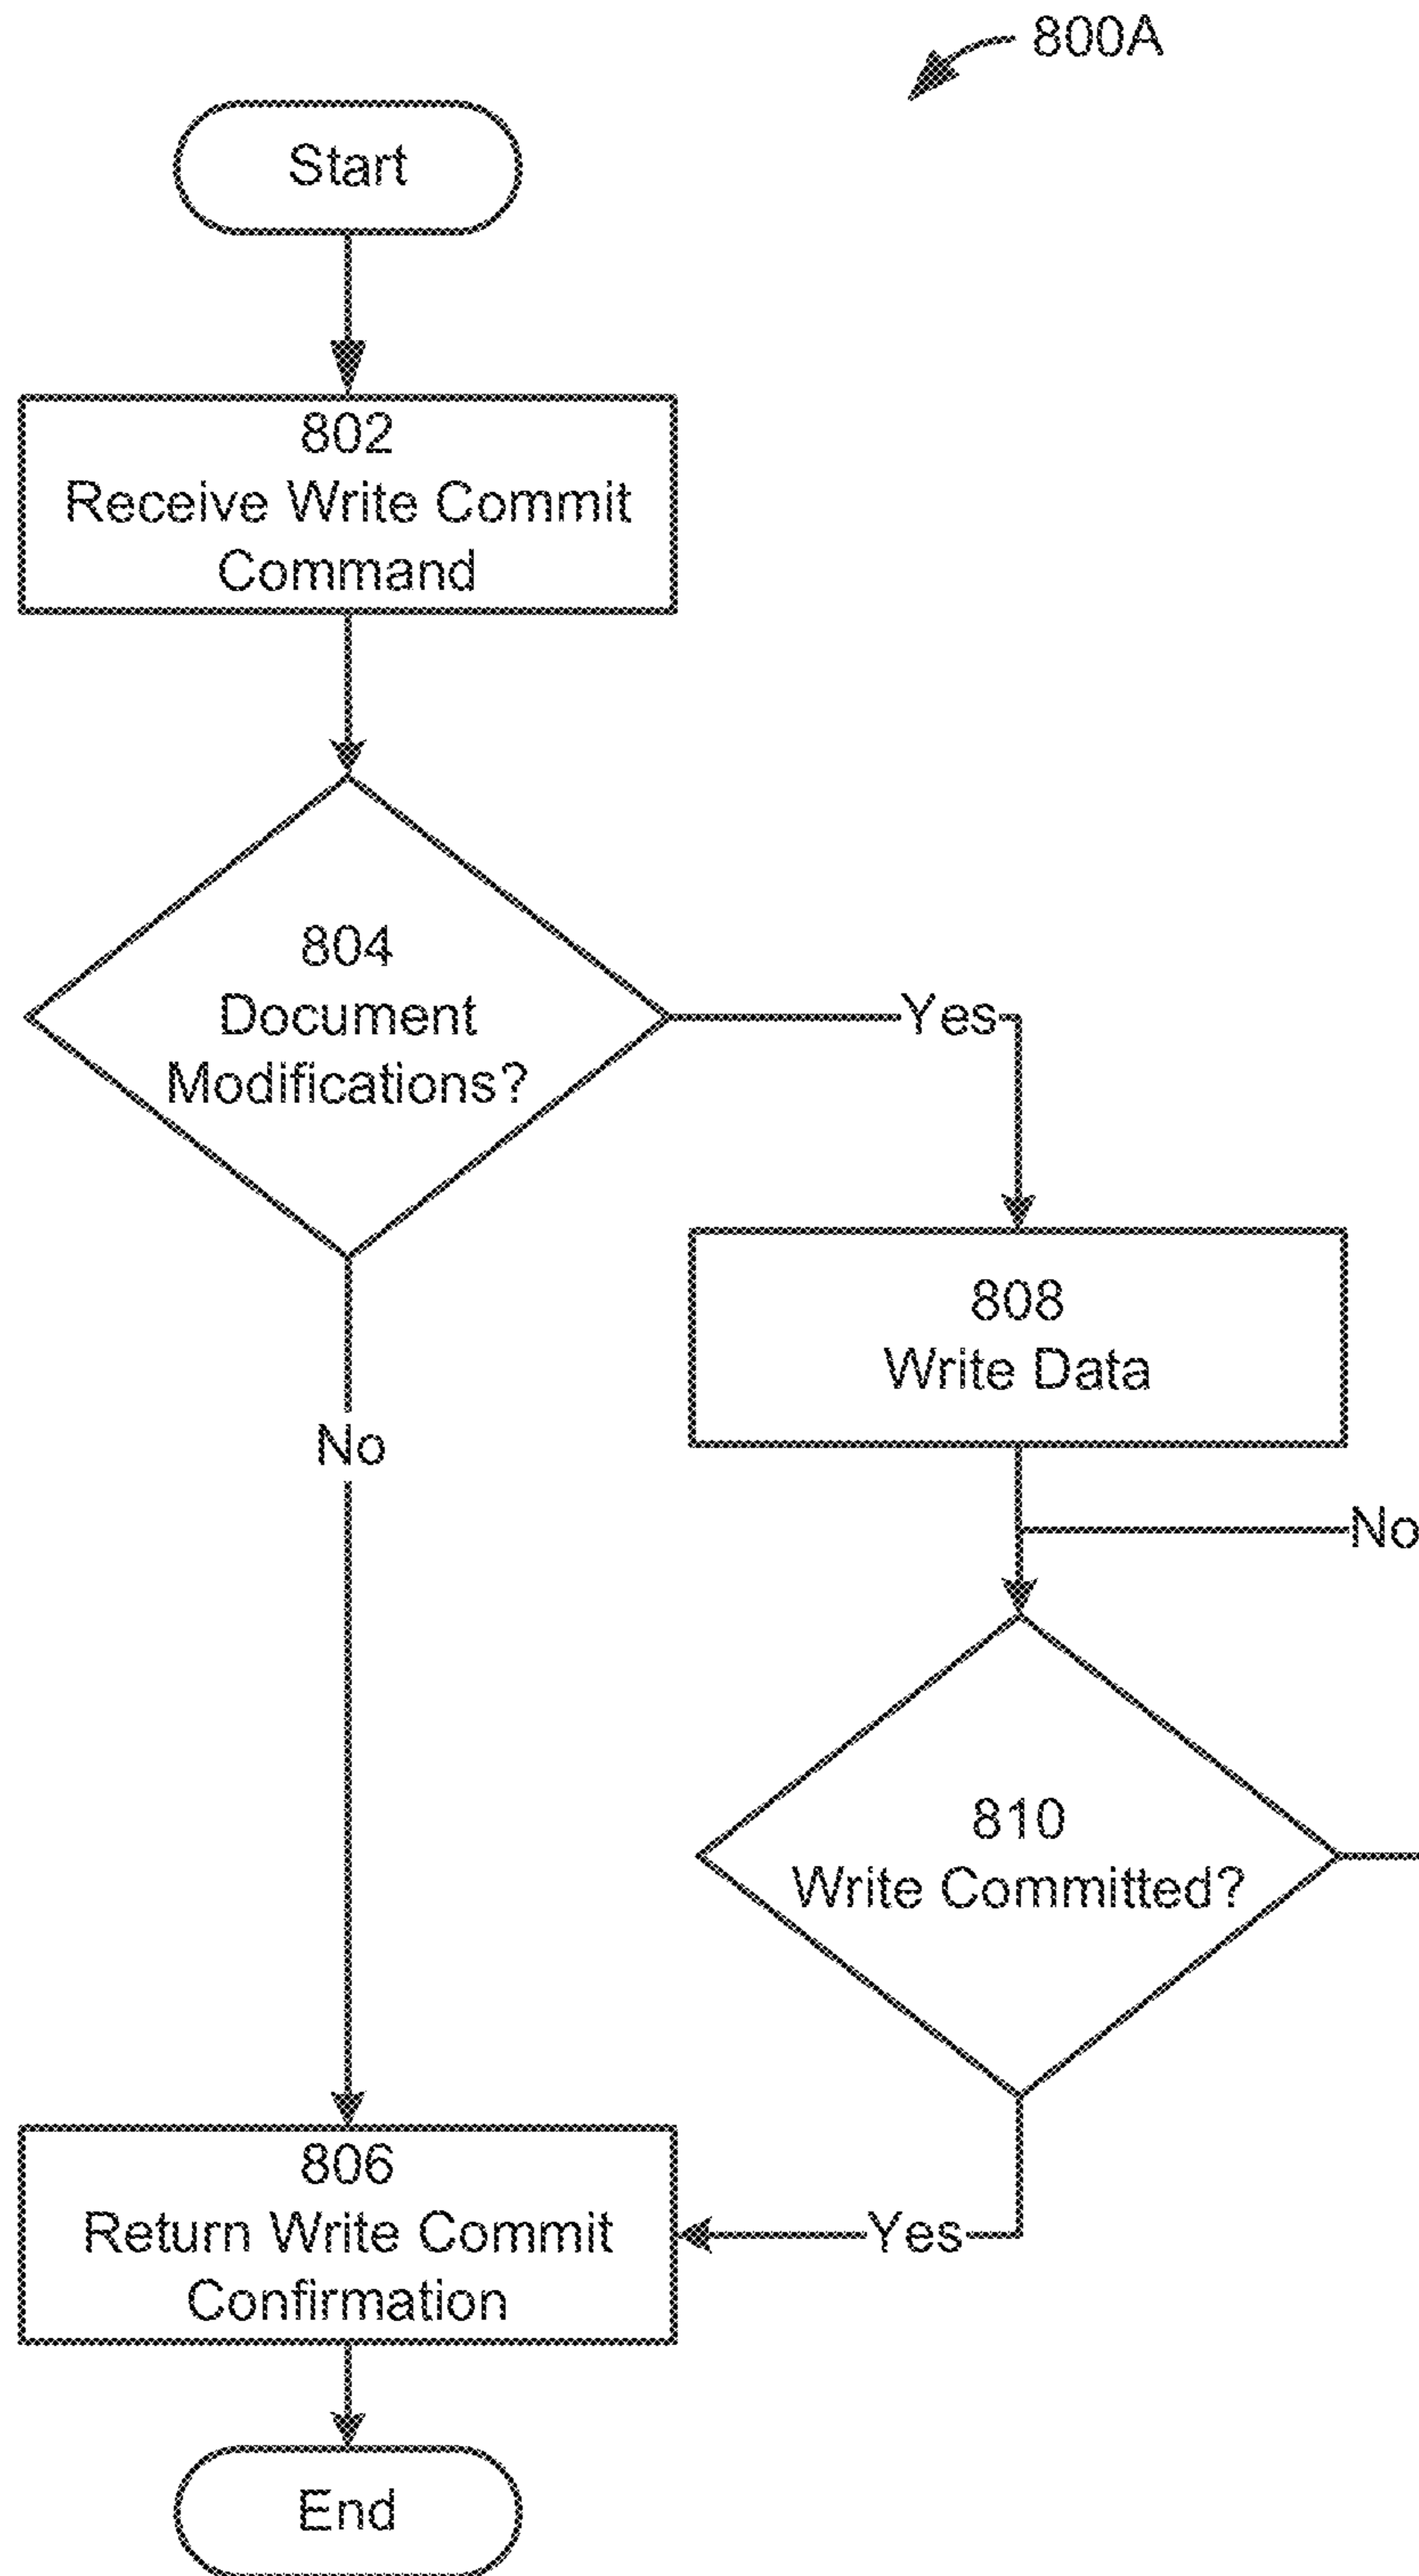 800A
Start
802
Receive Write Commit
Command
804
Document
Modifications?
Yes
808
Write Data
No
No
810
Write Committed?
806
Return Write Commit
Confirmation
Yes
End